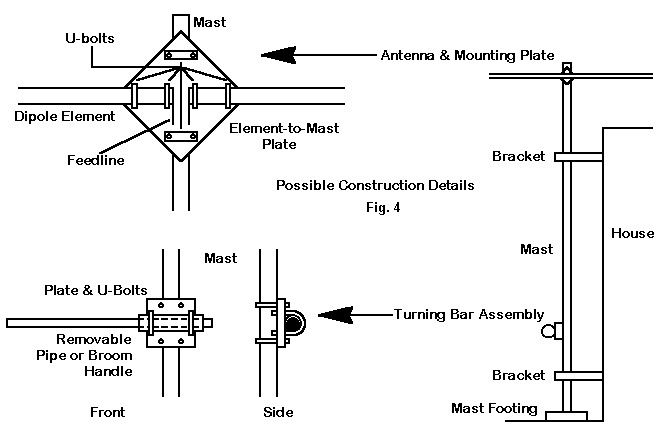 Mast
U-bolts
Antenna & Mounting Plate
Dipole Element
Element-to-Mast
Plate
Feedline
Bracket
Possible Construction Details
Fig. 4
House
Mast
Mast
Plate & U-Bolts
Turning Bar Assembly
Removable
Pipe or Broom
Handle
Bracket
Mast Footing
Front
Side